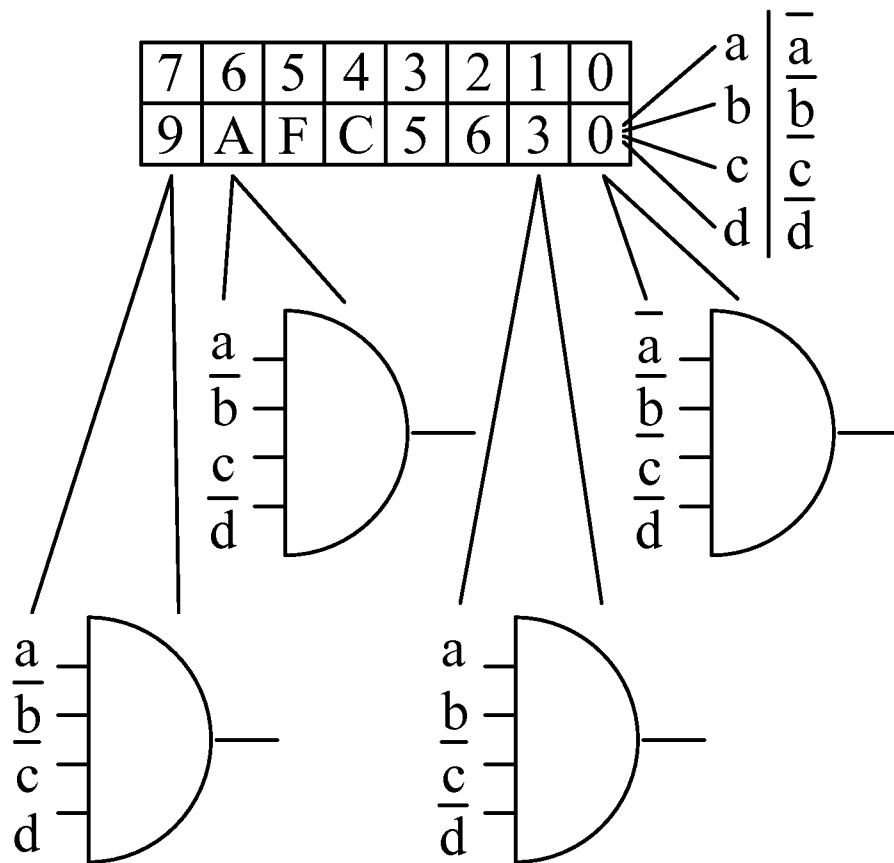 7 6 5 4 3 2 1 0
9 A F C 5 6 3 0
a a̅
b b̅
c c̅
d d̅
a
b̅
c
d̅
a̅
b̅
c̅
d̅
a
b̅
c̅
d
a
b
c̅
d̅